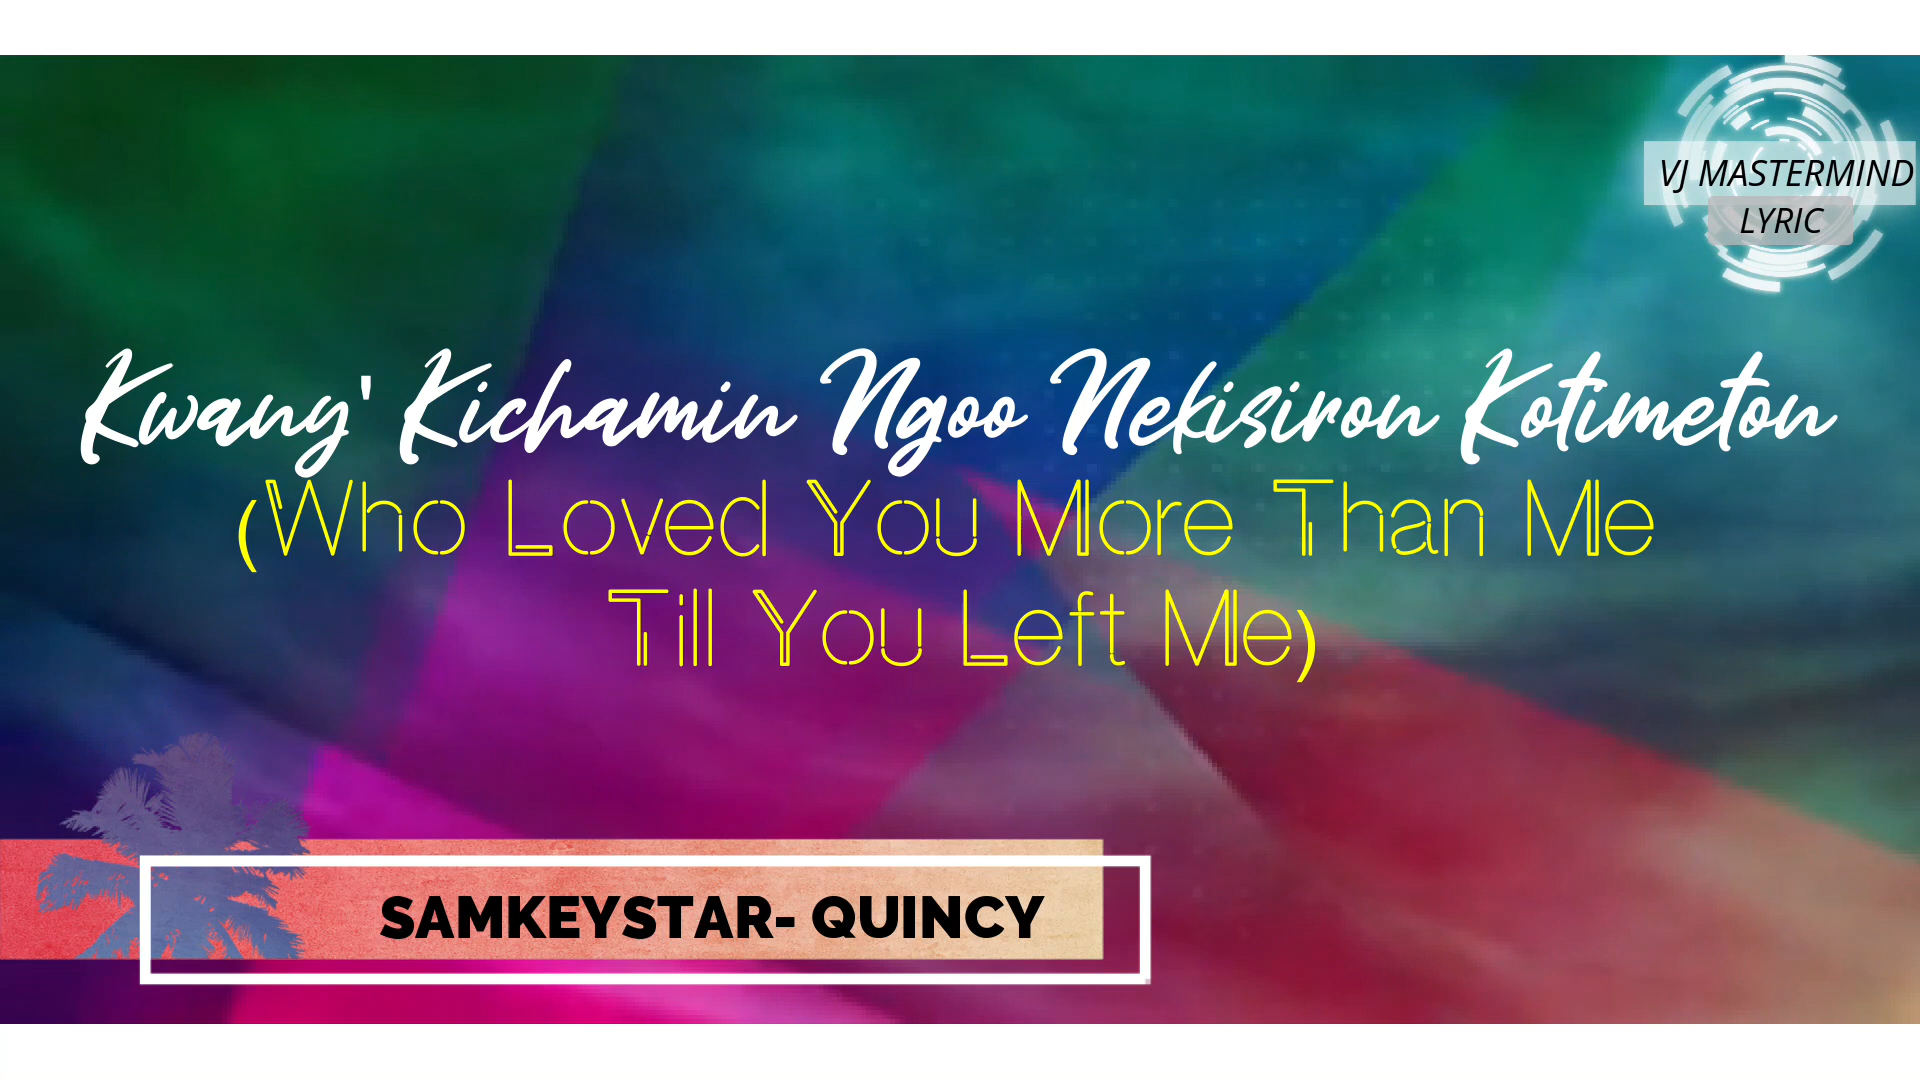 VJ MASTERMIND
LYRIC
Kwang' Kichamin Ngoo Nekisiron Kotimeton
(Who Loved You More Than Me
Till You Left Me)
SAMKEYSTAR- QUINCY